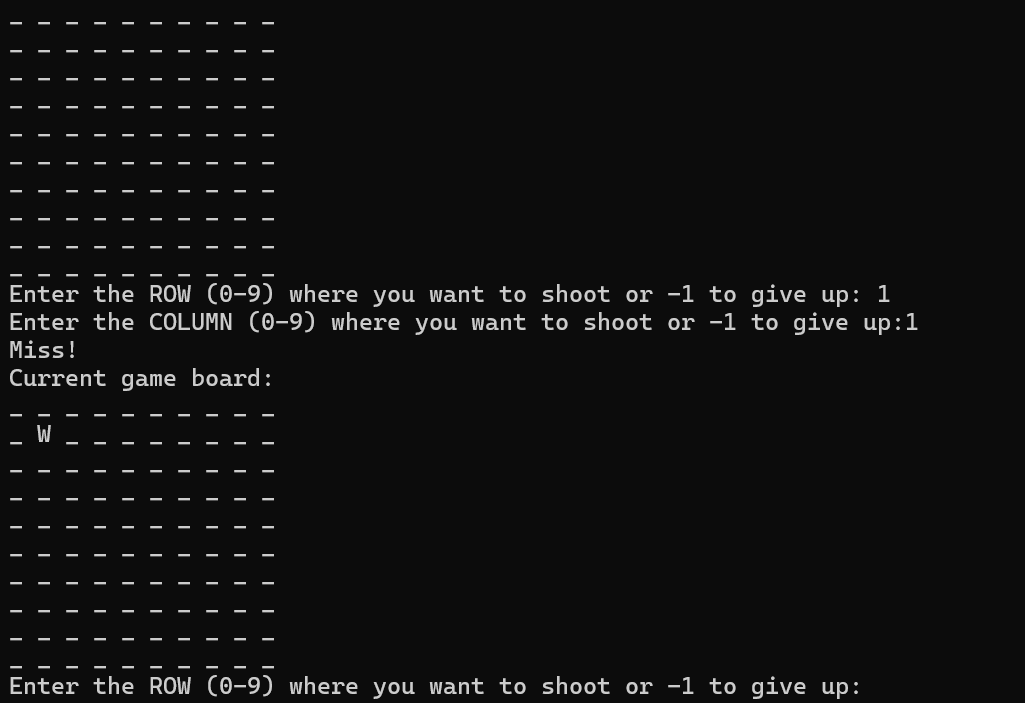 _ _ _ _ _ _ _ _ _ _
_ _ _ _ _ _ _ _ _ _
_ _ _ _ _ _ _ _ _ _
_ _ _ _ _ _ _ _ _ _
_ _ _ _ _ _ _ _ _ _
_ _ _ _ _ _ _ _ _ _
_ _ _ _ _ _ _ _ _ _
_ _ _ _ _ _ _ _ _ _
_ _ _ _ _ _ _ _ _ _
_ _ _ _ _ _ _ _ _ _
Enter the ROW (0-9) where you want to shoot or -1 to give up: 1
Enter the COLUMN (0-9) where you want to shoot or -1 to give up:1
Miss!
Current game board:
_ _ _ _ _ _ _ _ _ _
_ W _ _ _ _ _ _ _ _
_ _ _ _ _ _ _ _ _ _
_ _ _ _ _ _ _ _ _ _
_ _ _ _ _ _ _ _ _ _
_ _ _ _ _ _ _ _ _ _
_ _ _ _ _ _ _ _ _ _
_ _ _ _ _ _ _ _ _ _
_ _ _ _ _ _ _ _ _ _
_ _ _ _ _ _ _ _ _ _
Enter the ROW (0-9) where you want to shoot or -1 to give up: